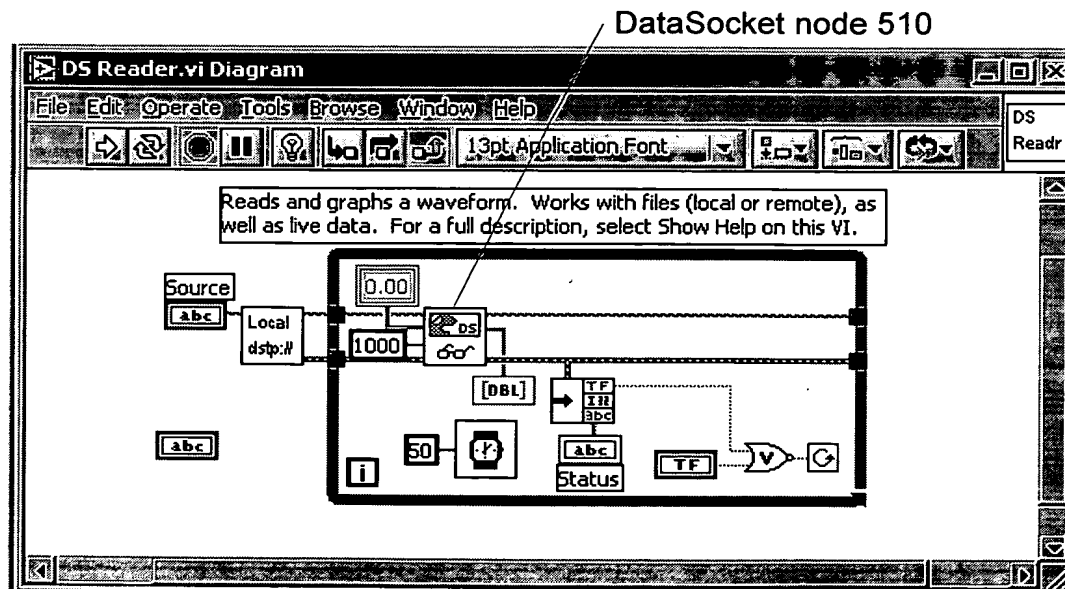 DataSocket node 510
DS Reader.vi Diagram
File Edit Operate Tools Browse Window Help
DS
Readr
13pt Application Font
Reads and graphs a waveform. Works with files (local or remote), as
well as live data. For a full description, select Show Help on this VI.
Source
abc
Local
dstp://
0.00
1000
DS
[DBL]
TF
abc
abc
50
abc
Status
i
TF
V